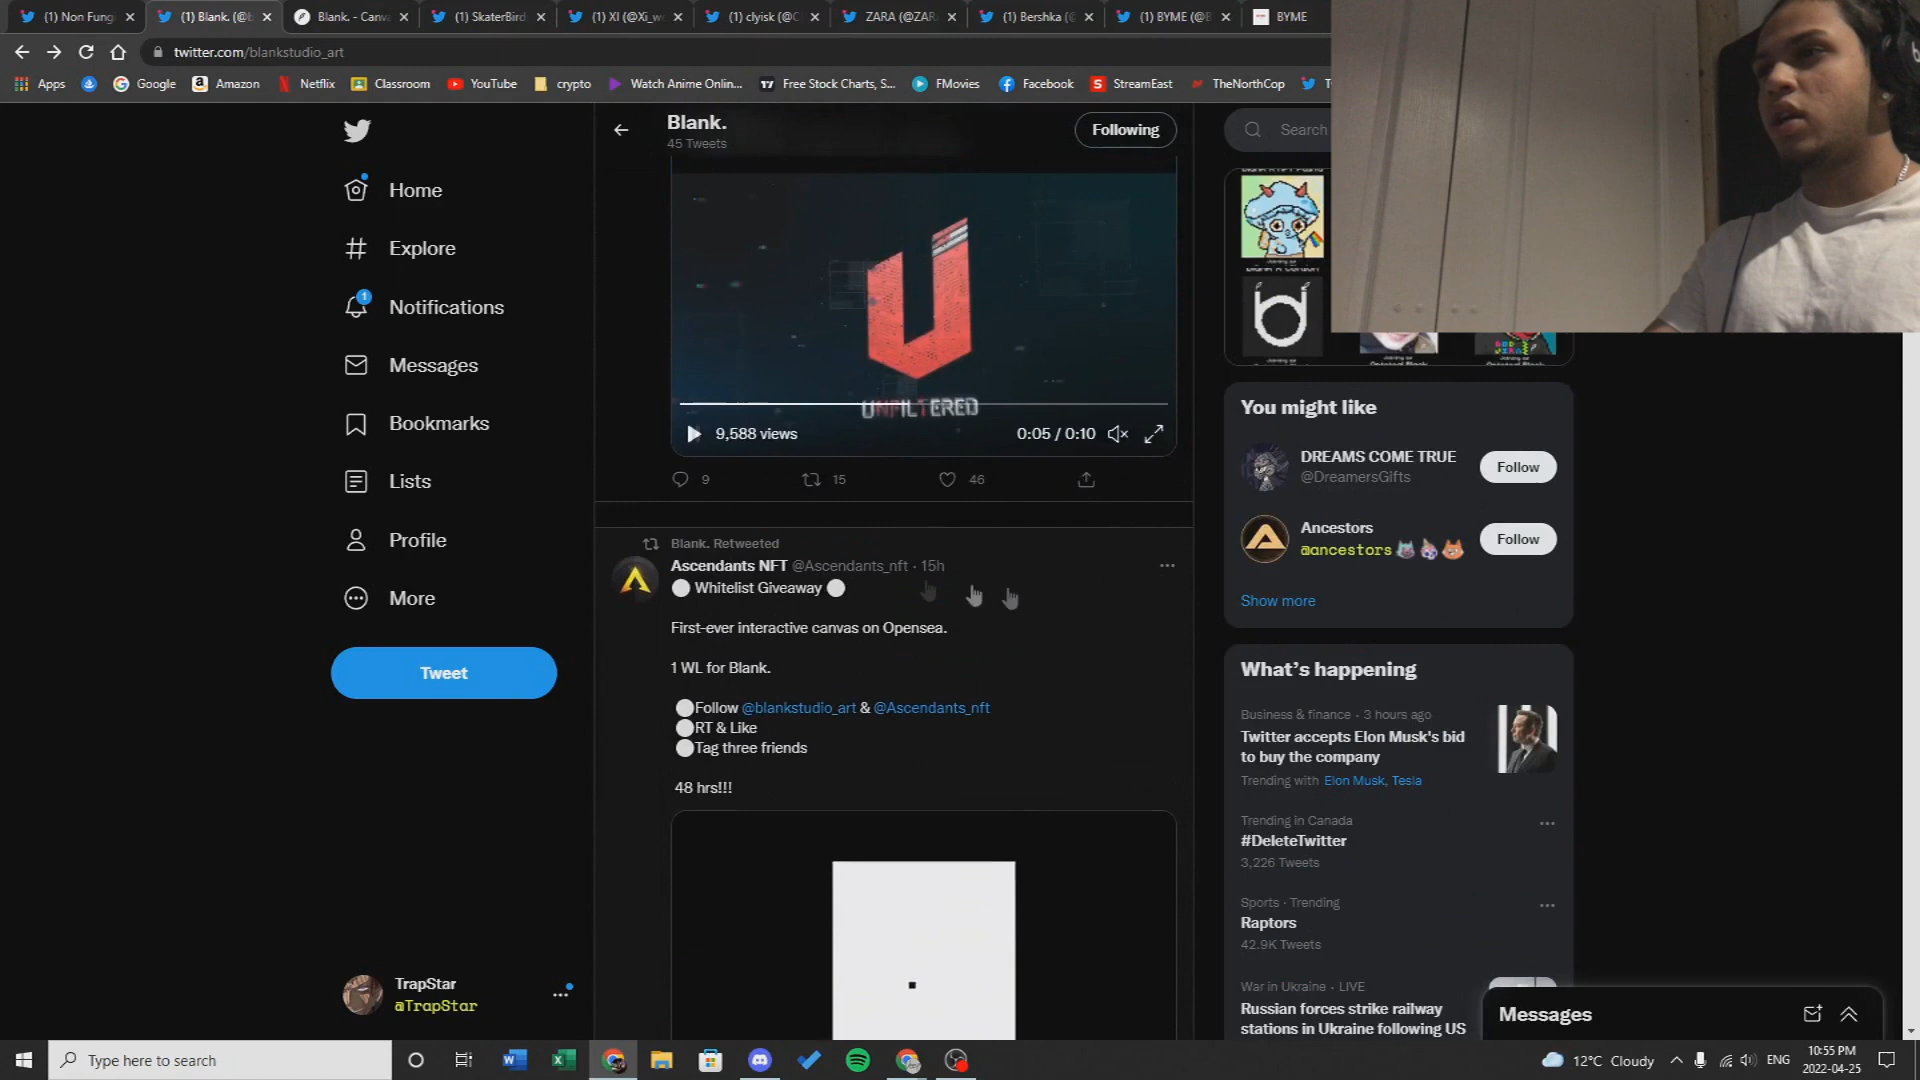 (1) Non Fungi
(1) Blank. (@b
Blank. - Canva
(1) SkaterBird
(1) XI (@Xi_w
(1) clyisk (@C
ZARA (@ZAR
(1) Bershka (@
(1) BYME (@B
BYME
twitter.com/blankstudio_art
Apps
Google
Amazon
Netflix
Classroom
YouTube
crypto
Watch Anime Onlin...
Free Stock Charts, S...
FMovies
Facebook
StreamEast
TheNorthCop
Blank.
45 Tweets
Following
Search
Home
Explore
1
Notifications
Messages
Bookmarks
Lists
Profile
More
Tweet
TrapStar
@TrapStar
UNFILTERED
9,588 views
0:05 / 0:10
9
15
46
Blank. Retweeted
Ascendants NFT @Ascendants_nft · 15h
Whitelist Giveaway
First-ever interactive canvas on Opensea.
1 WL for Blank.
Follow @blankstudio_art & @Ascendants_nft
RT & Like
Tag three friends
48 hrs!!!
You might like
DREAMS COME TRUE
@DreamersGifts
Follow
Ancestors
@ancestors
Follow
Show more
What's happening
Business & finance · 3 hours ago
Twitter accepts Elon Musk's bid
to buy the company
Trending with Elon Musk, Tesla
Trending in Canada
#DeleteTwitter
3,226 Tweets
Sports · Trending
Raptors
42.9K Tweets
War in Ukraine · LIVE
Russian forces strike railway
stations in Ukraine following US
Messages
Type here to search
12°C Cloudy
ENG
10:55 PM
2022-04-25